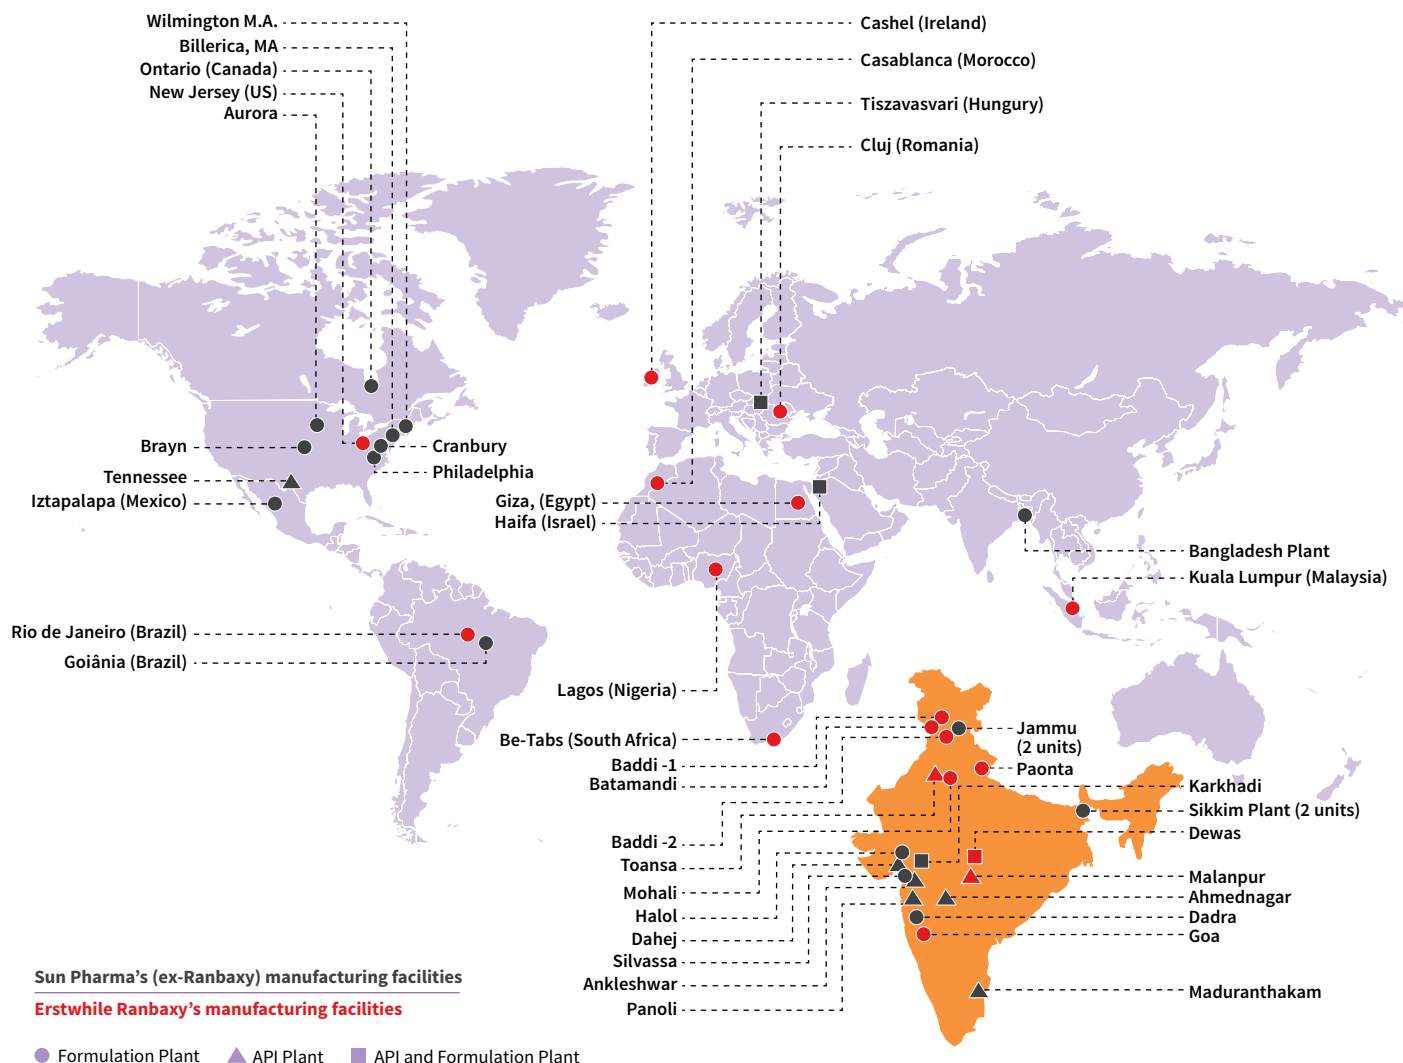 Wilmington M.A.
Billerica, MA
Ontario (Canada)
New Jersey (US)
Aurora
Cashel (Ireland)
Casablanca (Morocco)
Tiszavasvari (Hungury)
Cluj (Romania)
Brayn
Tennessee
Iztapalapa (Mexico)
Cranbury
Philadelphia
Giza, (Egypt)
Haifa (Israel)
Bangladesh Plant
Kuala Lumpur (Malaysia)
Rio de Janeiro (Brazil)
Goiânia (Brazil)
Lagos (Nigeria)
Be-Tabs (South Africa)
Baddi -1
Batamandi
Baddi -2
Toansa
Mohali
Halol
Dahej
Silvassa
Ankleshwar
Panoli
Jammu
(2 units)
Paonta
Karkhadi
Sikkim Plant (2 units)
Dewas
Malanpur
Ahmednagar
Dadra
Goa
Maduranthakam
Sun Pharma's (ex-Ranbaxy) manufacturing facilities
Erstwhile Ranbaxy's manufacturing facilities
Formulation Plant
API Plant
API and Formulation Plant